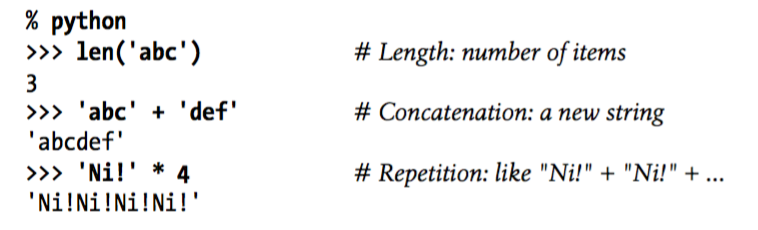 % python
>>> len('abc') # Length: number of items
3
>>> 'abc' + 'def' # Concatenation: a new string
'abcdef'
>>> 'Ni!' * 4 # Repetition: like "Ni!" + "Ni!" + ...
'Ni!Ni!Ni!Ni!'